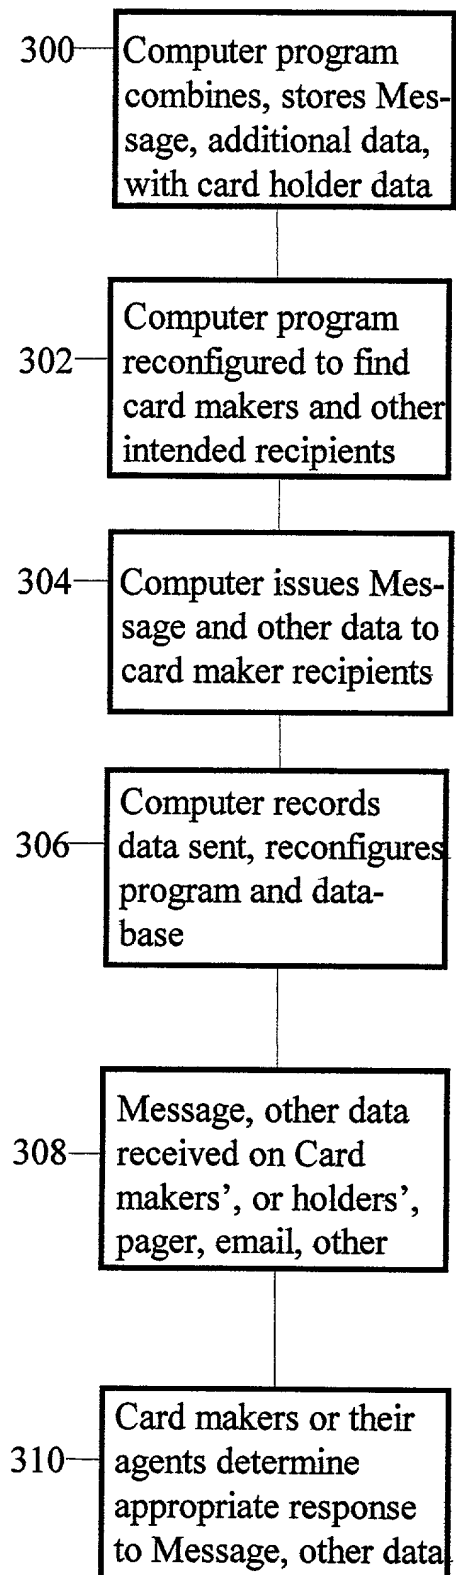 300
Computer program
combines, stores Mes-
sage, additional data,
with card holder data
302
Computer program
reconfigured to find
card makers and other
intended recipients
304
Computer issues Mes-
sage and other data to
card maker recipients
306
Computer records
data sent, reconfigures
program and data-
base
308
Message, other data
received on Card
makers’, or holders’,
pager, email, other
310
Card makers or their
agents determine
appropriate response
to Message, other data